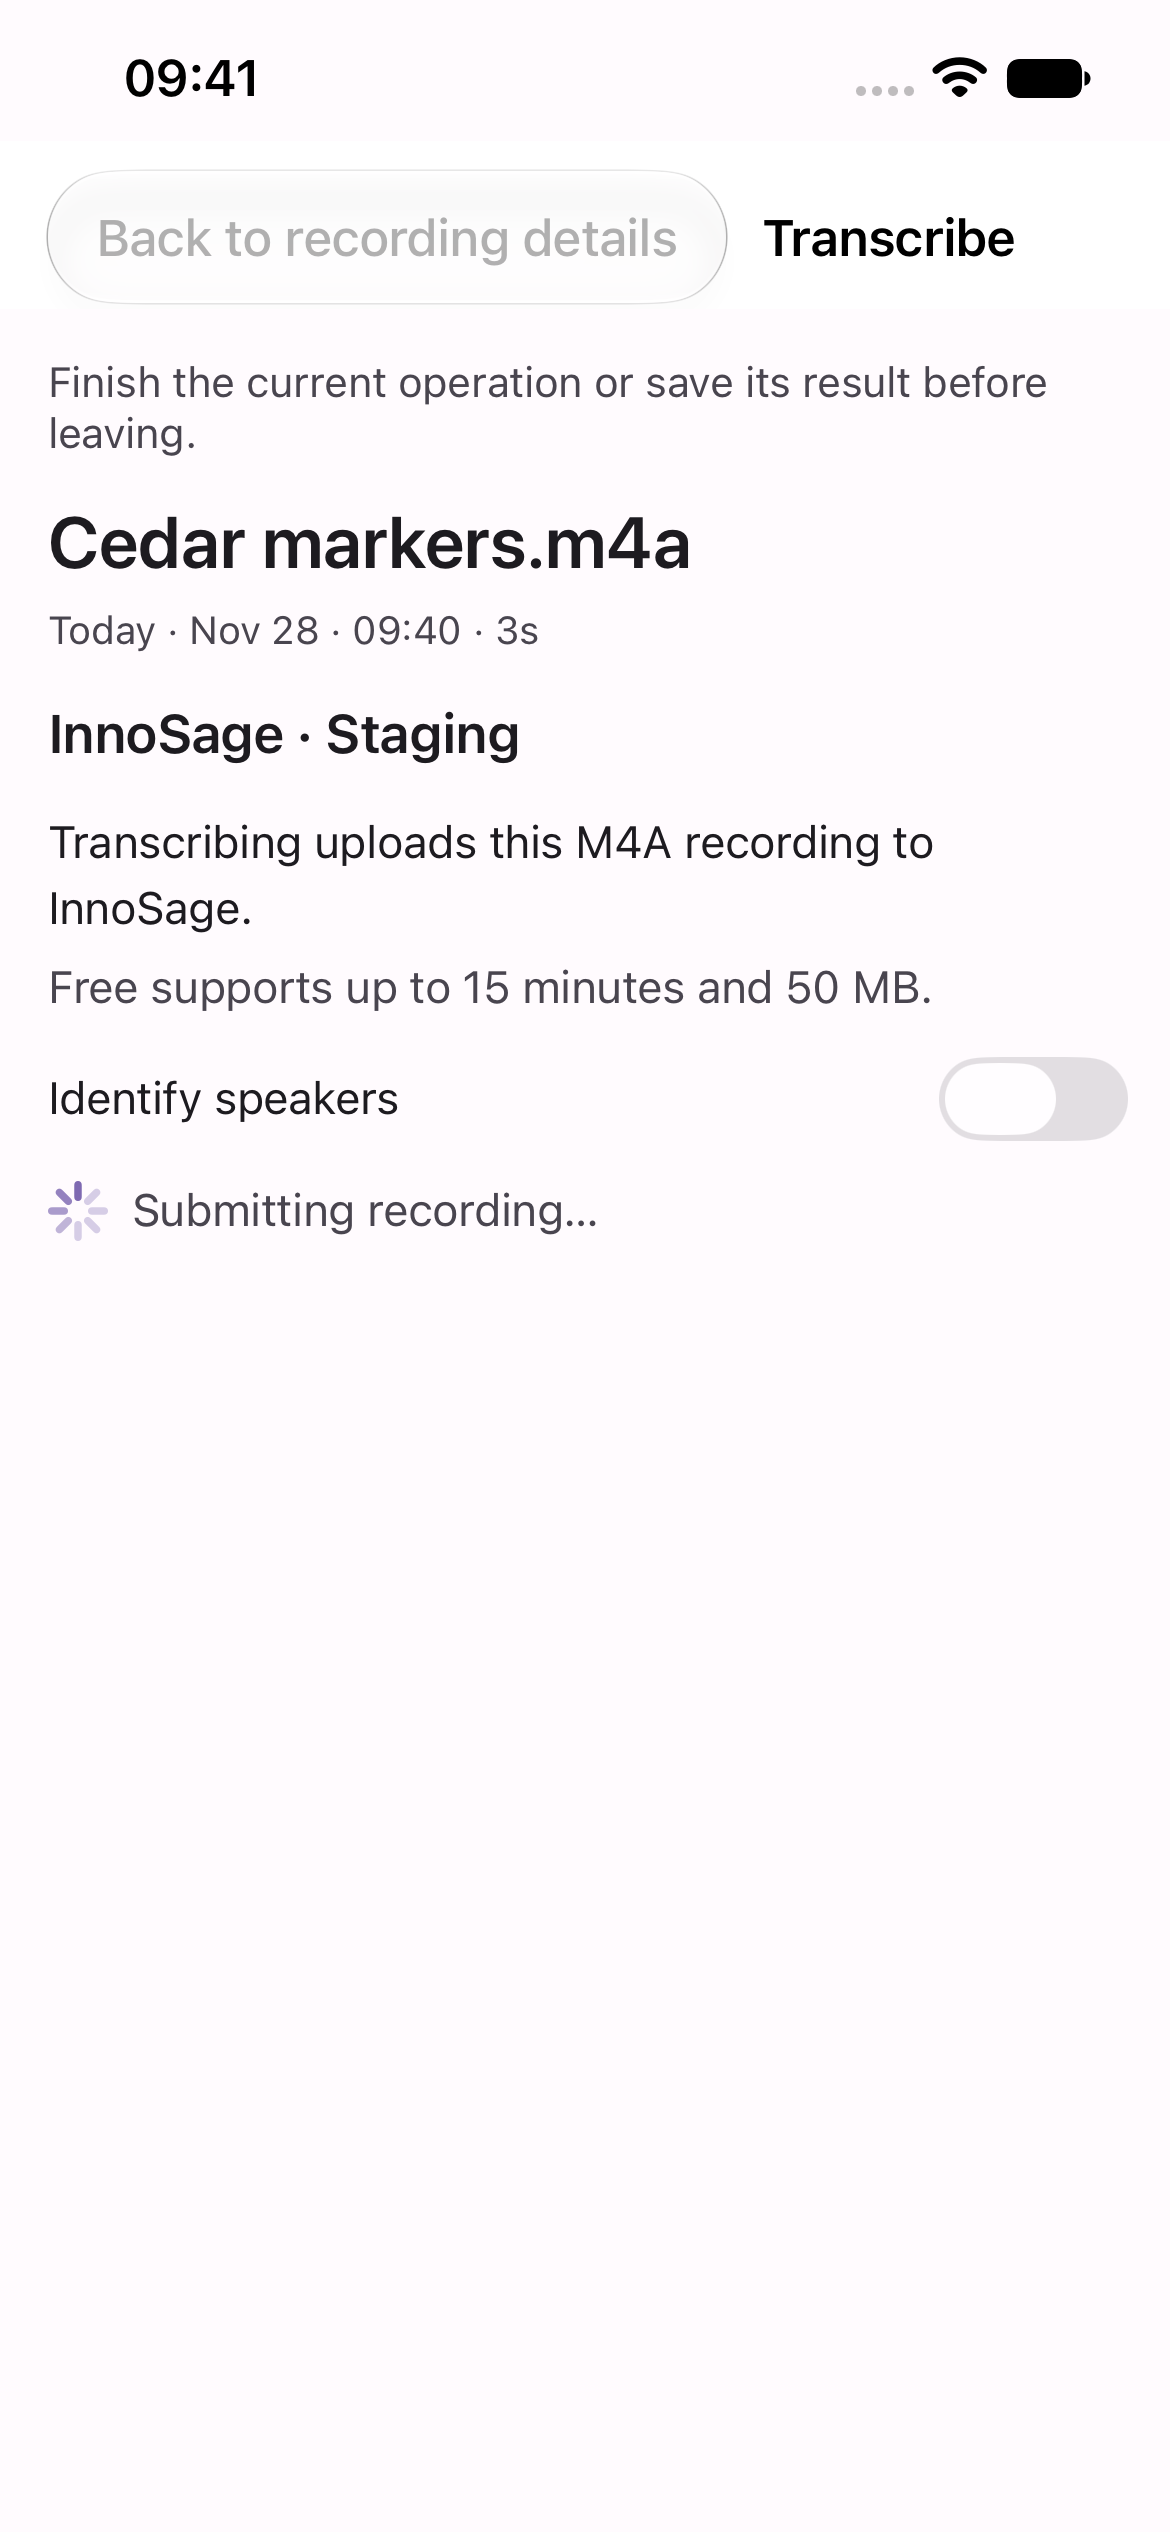 09:41
Back to recording details
Transcribe
Finish the current operation or save its result before
leaving.
Cedar markers.m4a
Today · Nov 28 · 09:40 · 3s
InnoSage · Staging
Transcribing uploads this M4A recording to
InnoSage.
Free supports up to 15 minutes and 50 MB.
Identify speakers
Submitting recording...